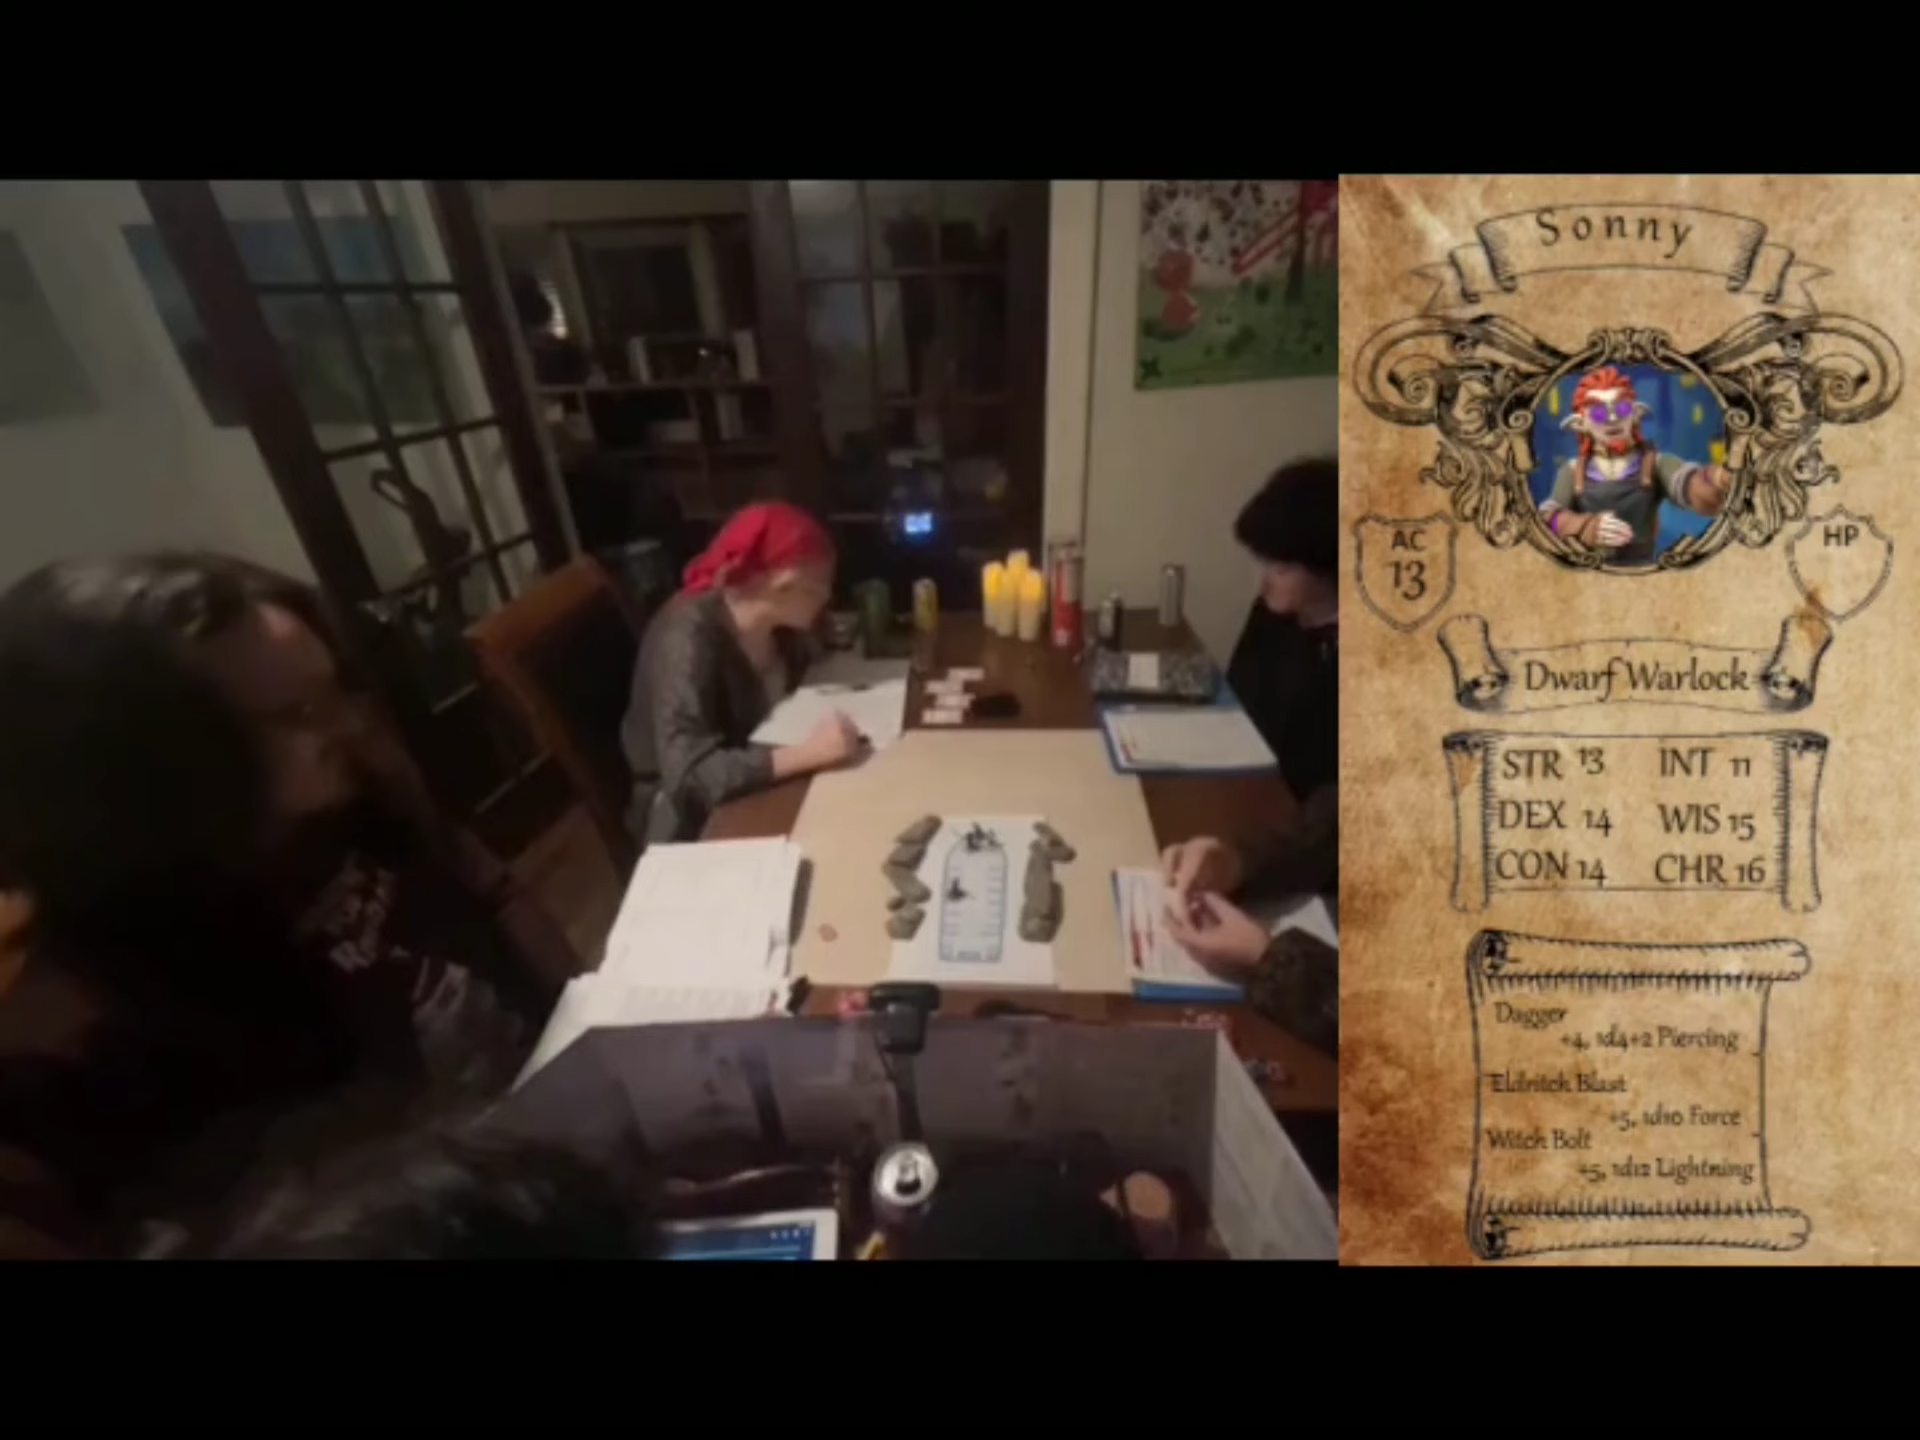 Sonny
AC
13
HP
Dwarf Warlock
STR 13 INT 11
DEX 14 WIS 15
CON 14 CHR 16
Dagger
+4, 1d4+2 Piercing
Eldritch Blast
+5, 1d10 Force
Witch Bolt
+5, 1d12 Lightning